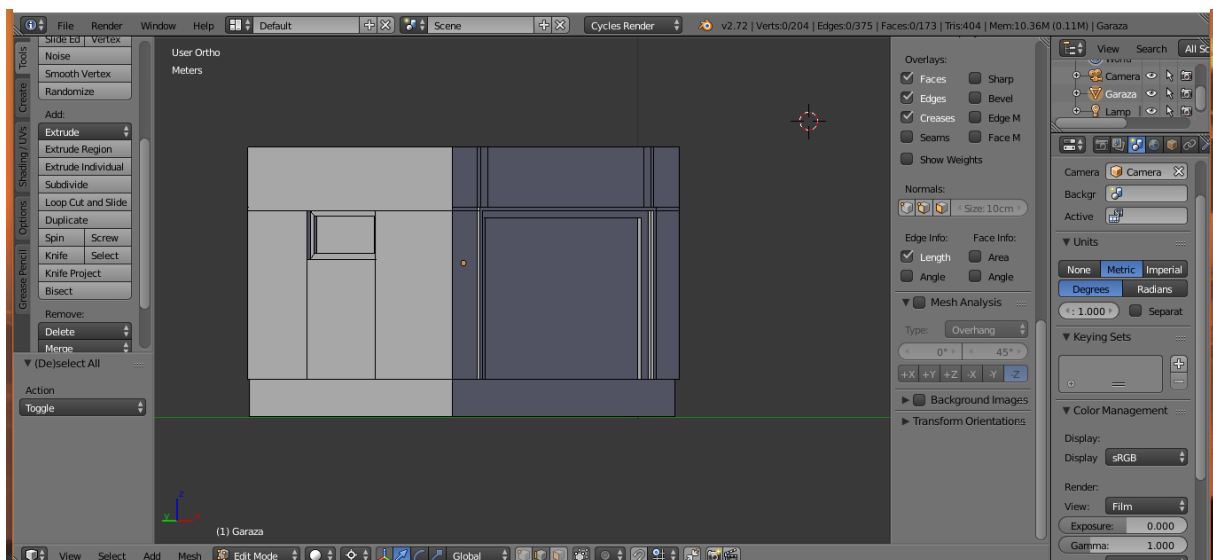 File Render Window Help Default Scene Cycles Render v2.72 | Verts:0/204 | Edges:0/375 | Faces:0/173 | Tris:404 | Mem:10.36M (0.11M) | Garaza
Tools
Create
Shading / UVs
Options
Grease Pencil
Slide Ed Vertex
Noise
Smooth Vertex
Randomize
Add:
Extrude
Extrude Region
Extrude Individual
Subdivide
Loop Cut and Slide
Duplicate
Spin Screw
Knife Select
Knife Project
Bisect
Remove:
Delete
Merge
(De)select All
Action
Toggle
User Ortho
Meters
z
y x
(1) Garaza
Overlays:
Faces Sharp
Edges Bevel
Creases Edge M
Seams Face M
Show Weights
Normals:
Size:10cm
Edge Info: Face Info:
Length Area
Angle Angle
Mesh Analysis
Type: Overhang
0° 45°
+X +Y +Z -X -Y -Z
Background Images
Transform Orientations
View Search All Sc
World
Camera
Garaza
Lamp
Camera Camera
Backgr
Active
Units
None Metric Imperial
Degrees Radians
: 1.000 Separat
Keying Sets
Color Management
Display:
Display sRGB
Render:
View: Film
Exposure: 0.000
Gamma: 1.000
View Select Add Mesh Edit Mode Global